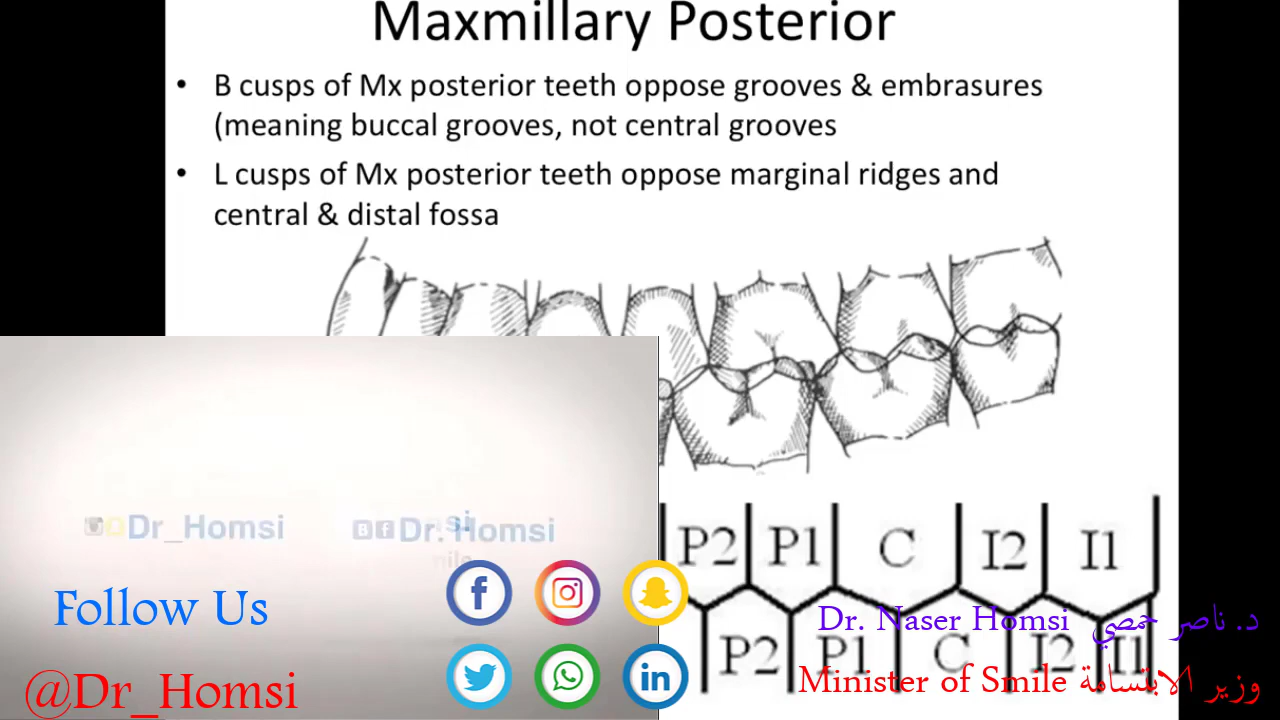 Maxmillary Posterior
• B cusps of Mx posterior teeth oppose grooves & embrasures
(meaning buccal grooves, not central grooves
• L cusps of Mx posterior teeth oppose marginal ridges and
central & distal fossa
Dr_Homsi
Dr. Homsi
Follow Us
@Dr_Homsi
P2 P1 C I2 I1
P2 P1 C I2 I1
Dr. Naser Homsi د. ناصر حمصي
Minister of Smile وزير الابتسامة